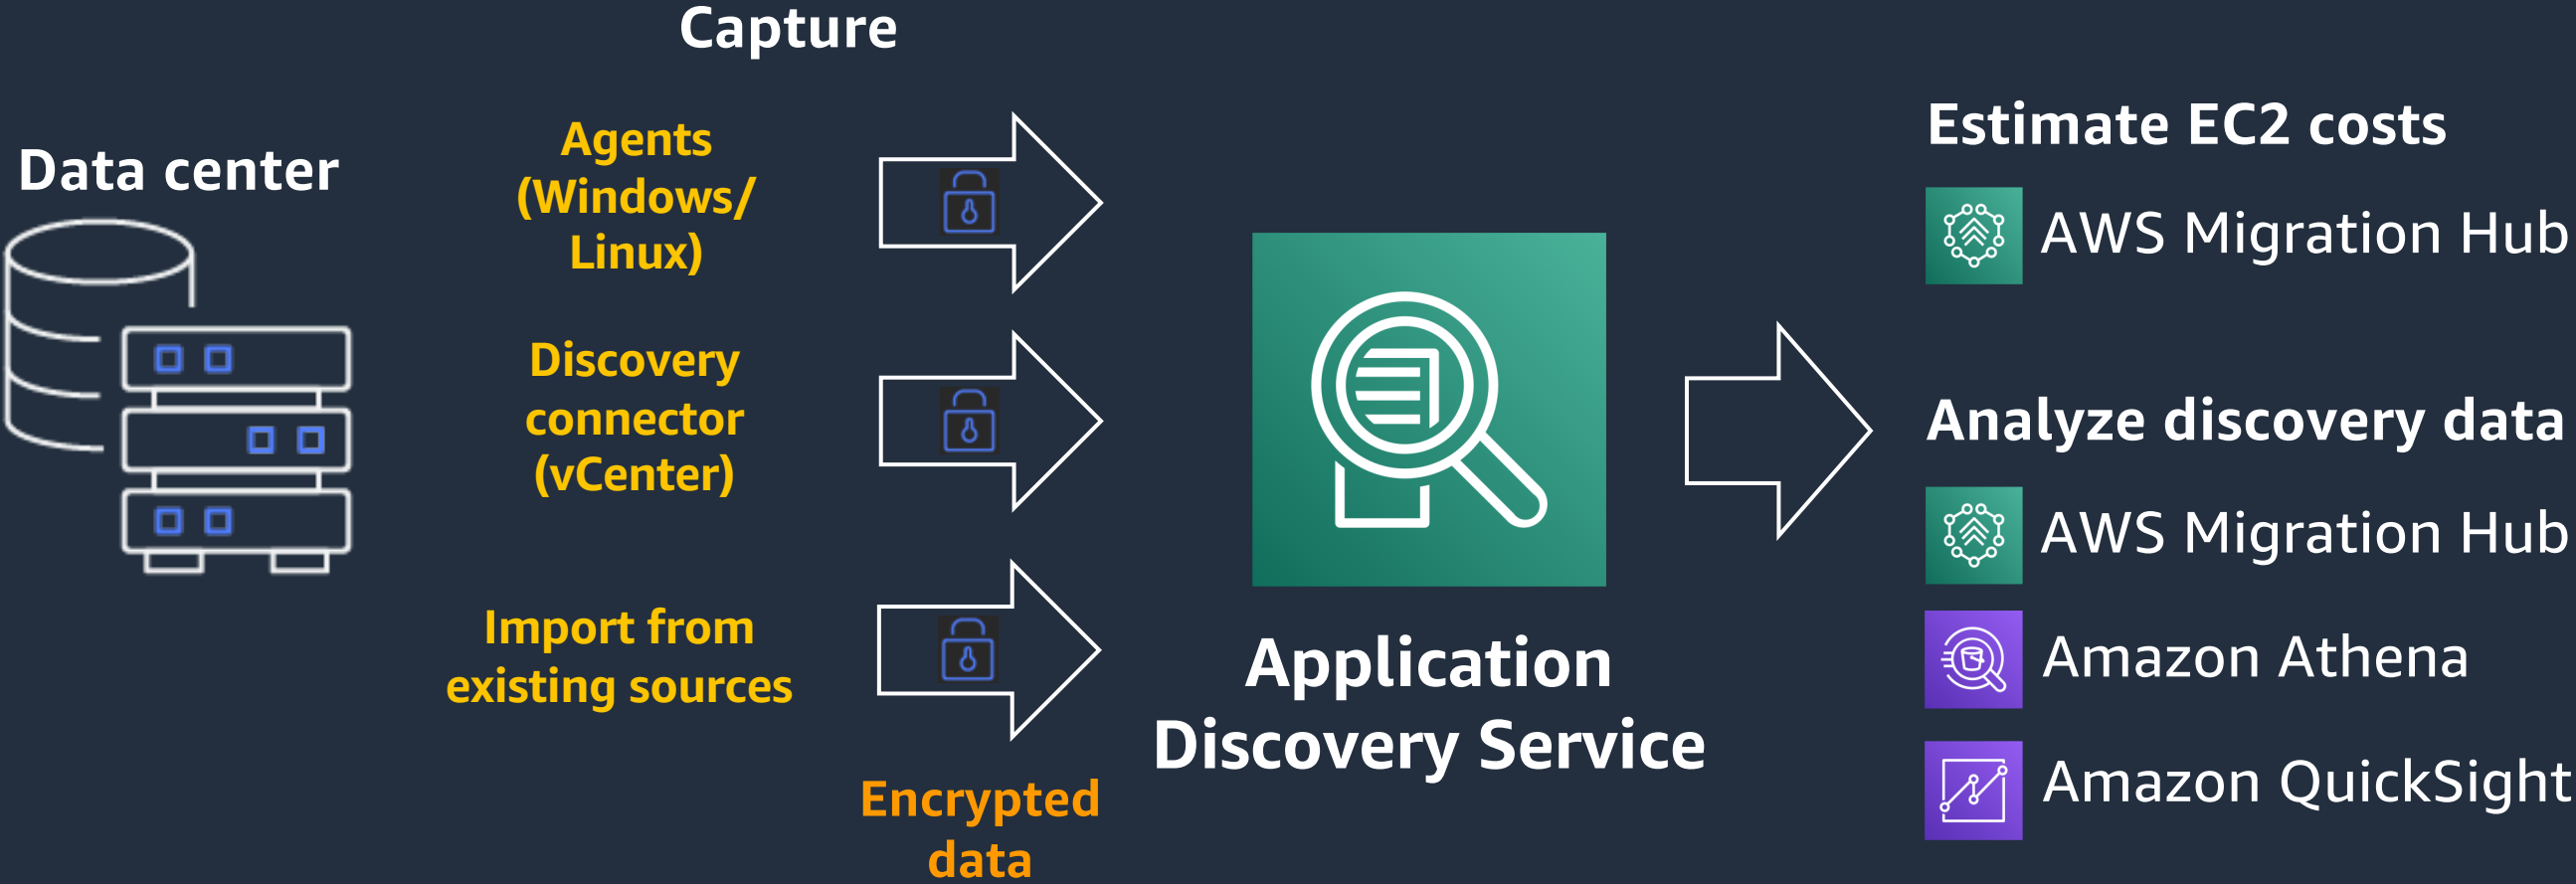 Capture
Data center
Agents
(Windows/
Linux)
Discovery
connector
(vCenter)
Import from
existing sources
Encrypted
data
Application
Discovery Service
Estimate EC2 costs
AWS Migration Hub
Analyze discovery data
AWS Migration Hub
Amazon Athena
Amazon QuickSight